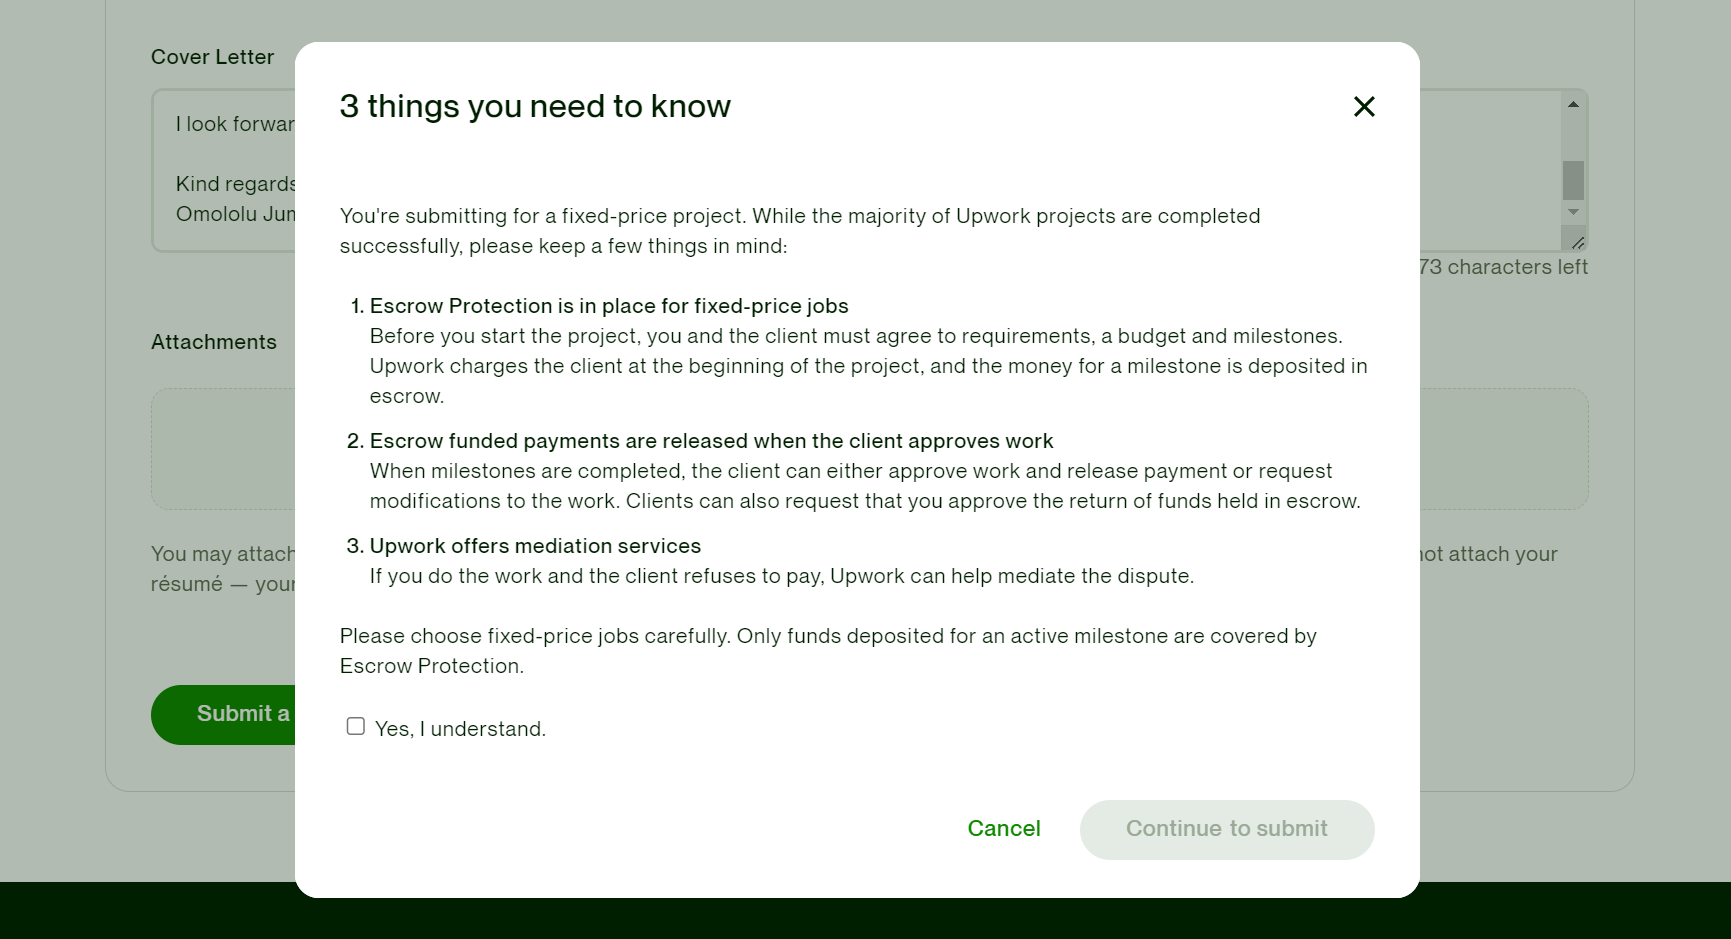 Cover Letter
I look forwar
Kind regards
Omololu Jum
73 characters left
Attachments
You may attach
not attach your
résumé — your
Submit a
3 things you need to know
You're submitting for a fixed-price project. While the majority of Upwork projects are completed
successfully, please keep a few things in mind:
1. Escrow Protection is in place for fixed-price jobs
Before you start the project, you and the client must agree to requirements, a budget and milestones.
Upwork charges the client at the beginning of the project, and the money for a milestone is deposited in
escrow.
2. Escrow funded payments are released when the client approves work
When milestones are completed, the client can either approve work and release payment or request
modifications to the work. Clients can also request that you approve the return of funds held in escrow.
3. Upwork offers mediation services
If you do the work and the client refuses to pay, Upwork can help mediate the dispute.
Please choose fixed-price jobs carefully. Only funds deposited for an active milestone are covered by
Escrow Protection.
Yes, I understand.
Cancel
Continue to submit